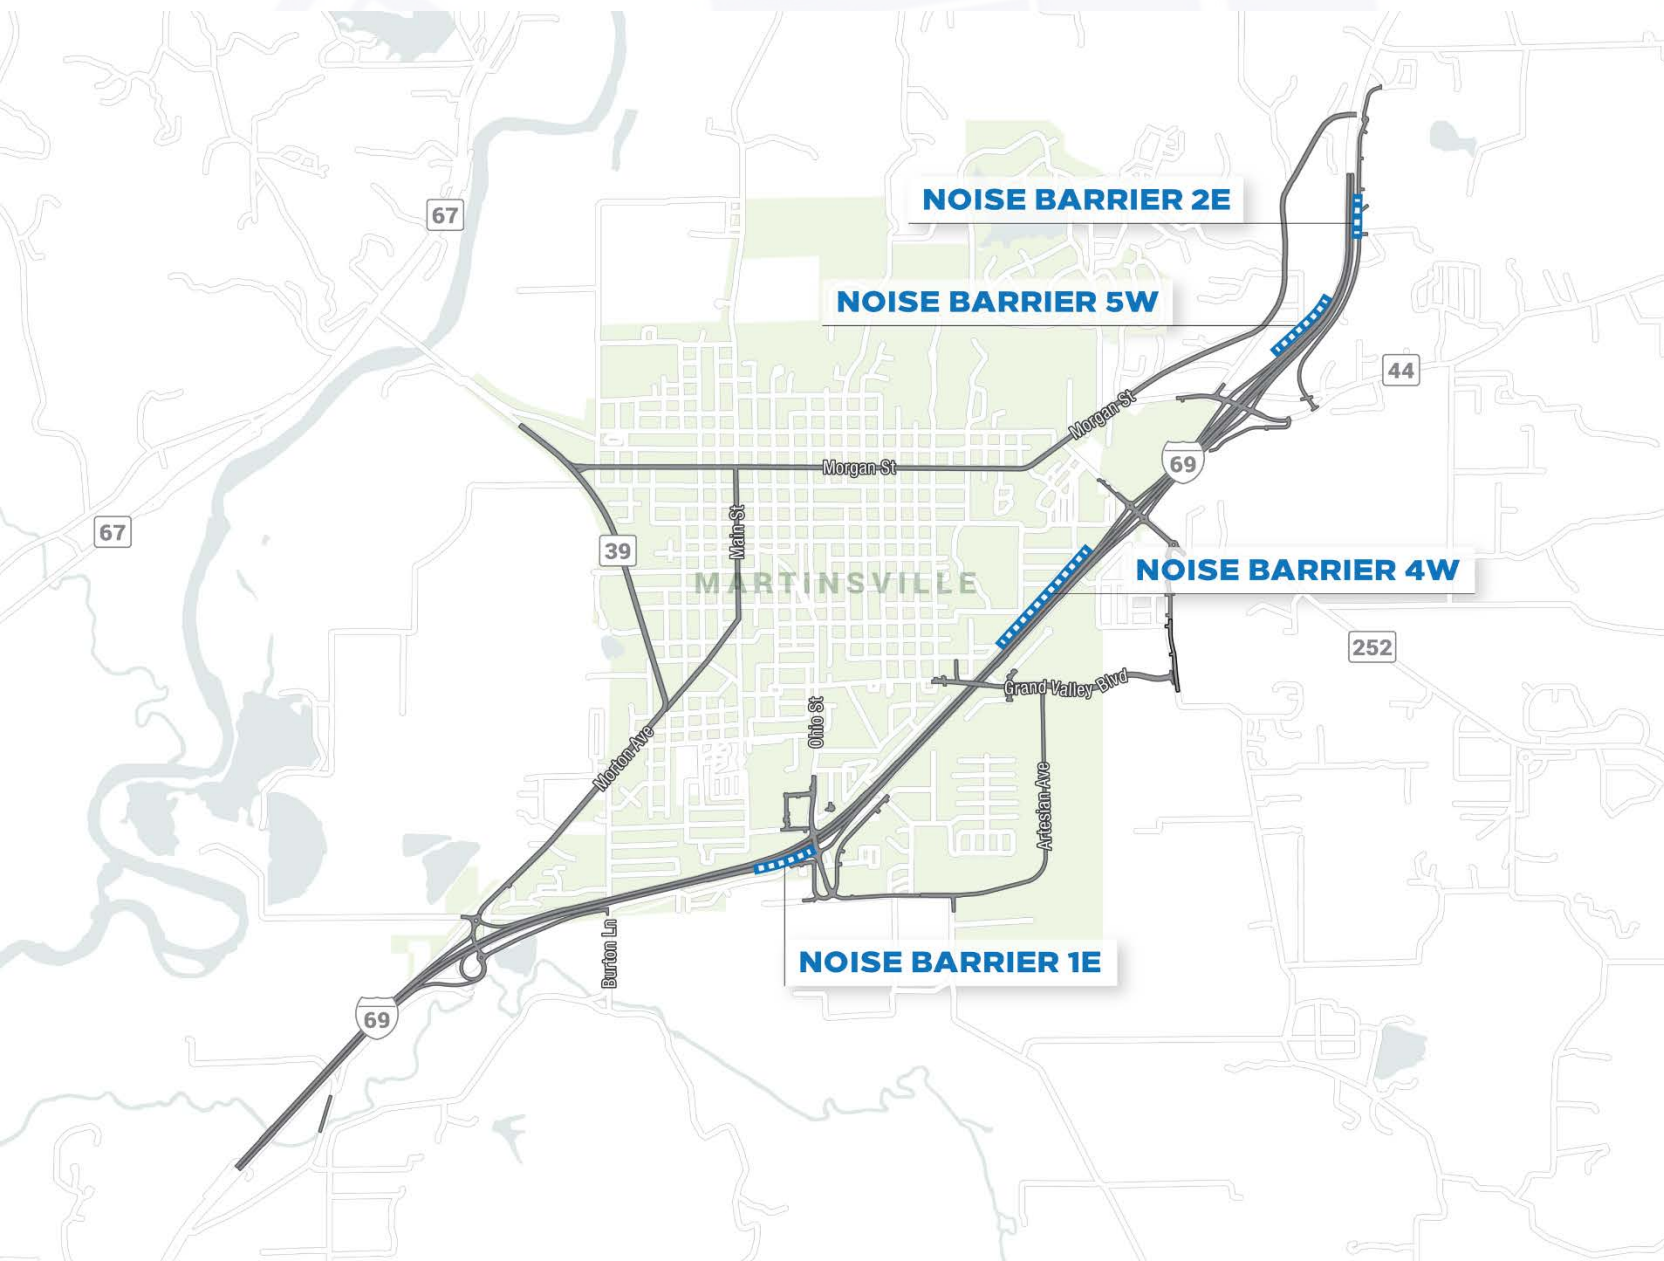 NOISE BARRIER 2E
67
NOISE BARRIER 5W
44
Morgan St
Morgan St
69
67
39
Main St
MARTINSVILLE
NOISE BARRIER 4W
252
Grand Valley Blvd
Ohio St
Morton Ave
Artesian Ave
Burton Ln
NOISE BARRIER 1E
69